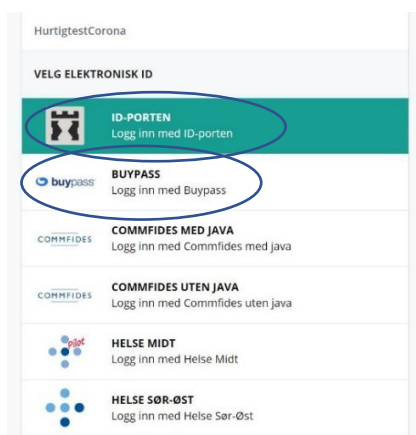 HurtigtestCorona
VELG ELEKTRONISK ID
ID-PORTEN
Logg inn med ID-porten
buypass
BUYPASS
Logg inn med Buypass
COMMFIDES
COMMFIDES MED JAVA
Logg inn med Commfides med java
COMMFIDES
COMMFIDES UTEN JAVA
Logg inn med Commfides uten java
Pilot
HELSE MIDT
Logg inn med Helse Midt
HELSE SØR-ØST
Logg inn med Helse Sør-Øst